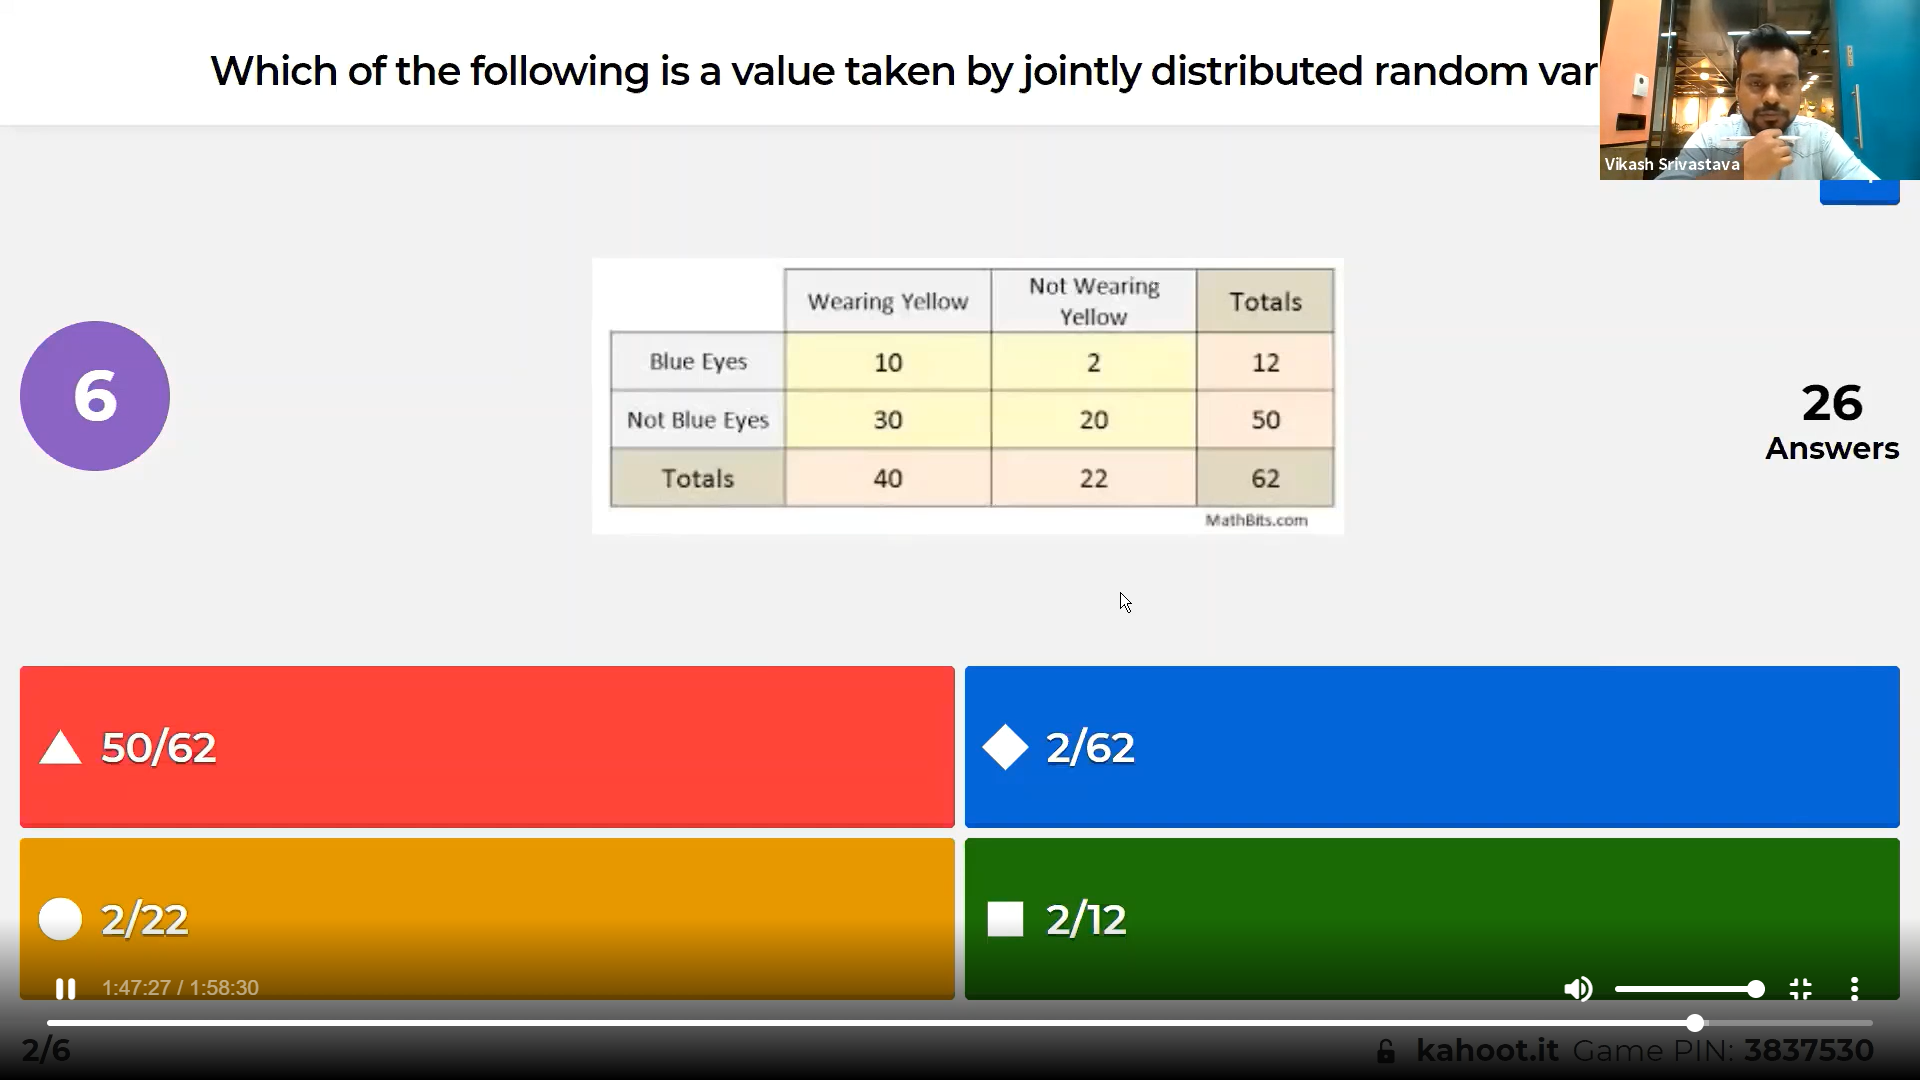 Which of the following is a value taken by jointly distributed random var
Vikash Srivastava
Wearing Yellow
Not Wearing
Yellow
Totals
6
Blue Eyes
10
2
12
Not Blue Eyes
30
20
50
Totals
40
22
62
MathBits.com
26
Answers
50/62
2/62
2/22
2/12
1:47:27 / 1:58:30
2/6
kahoot.it Game PIN: 3837530